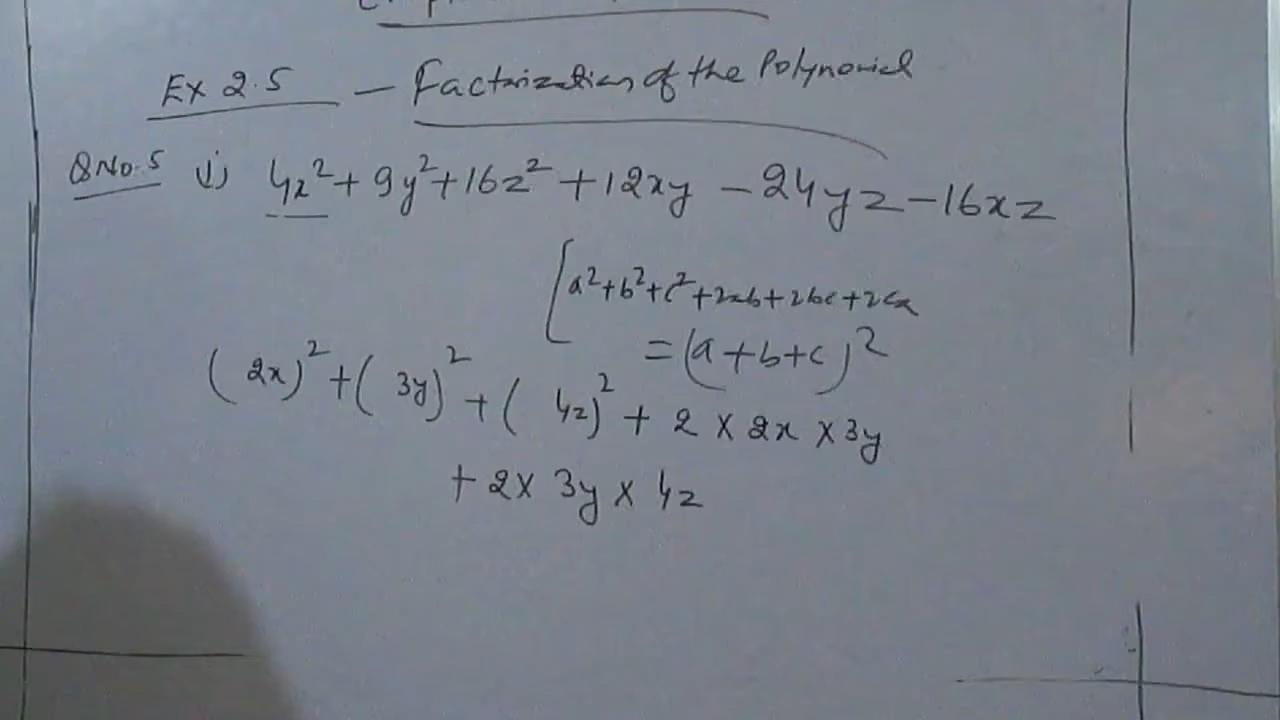 Ex 2.5 — Factorization of the Polynomial
Q No. 5 (i) 4x² + 9y² + 16z² + 12xy - 24yz - 16xz
[a² + b² + c² + 2ab + 2bc + 2ca
= (a + b + c)²
(2x)² + (3y)² + (4z)² + 2 × 2x × 3y
+ 2 × 3y × 4z